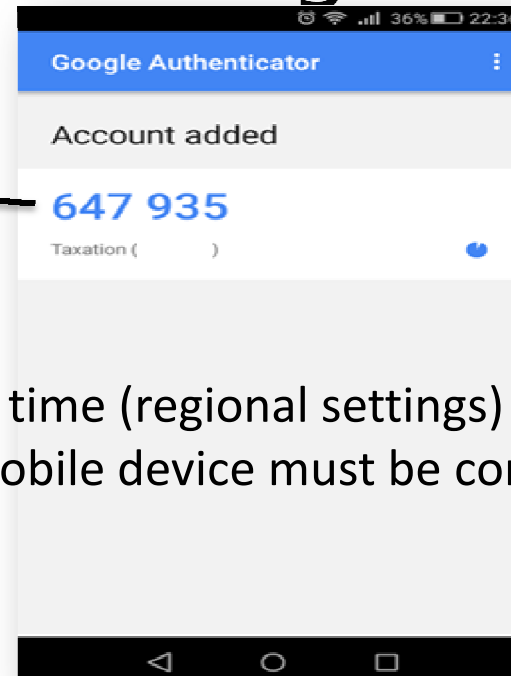 36% 22:3
Google Authenticator
Account added
647 935
Taxation ( )
time (regional settings)
obile device must be co